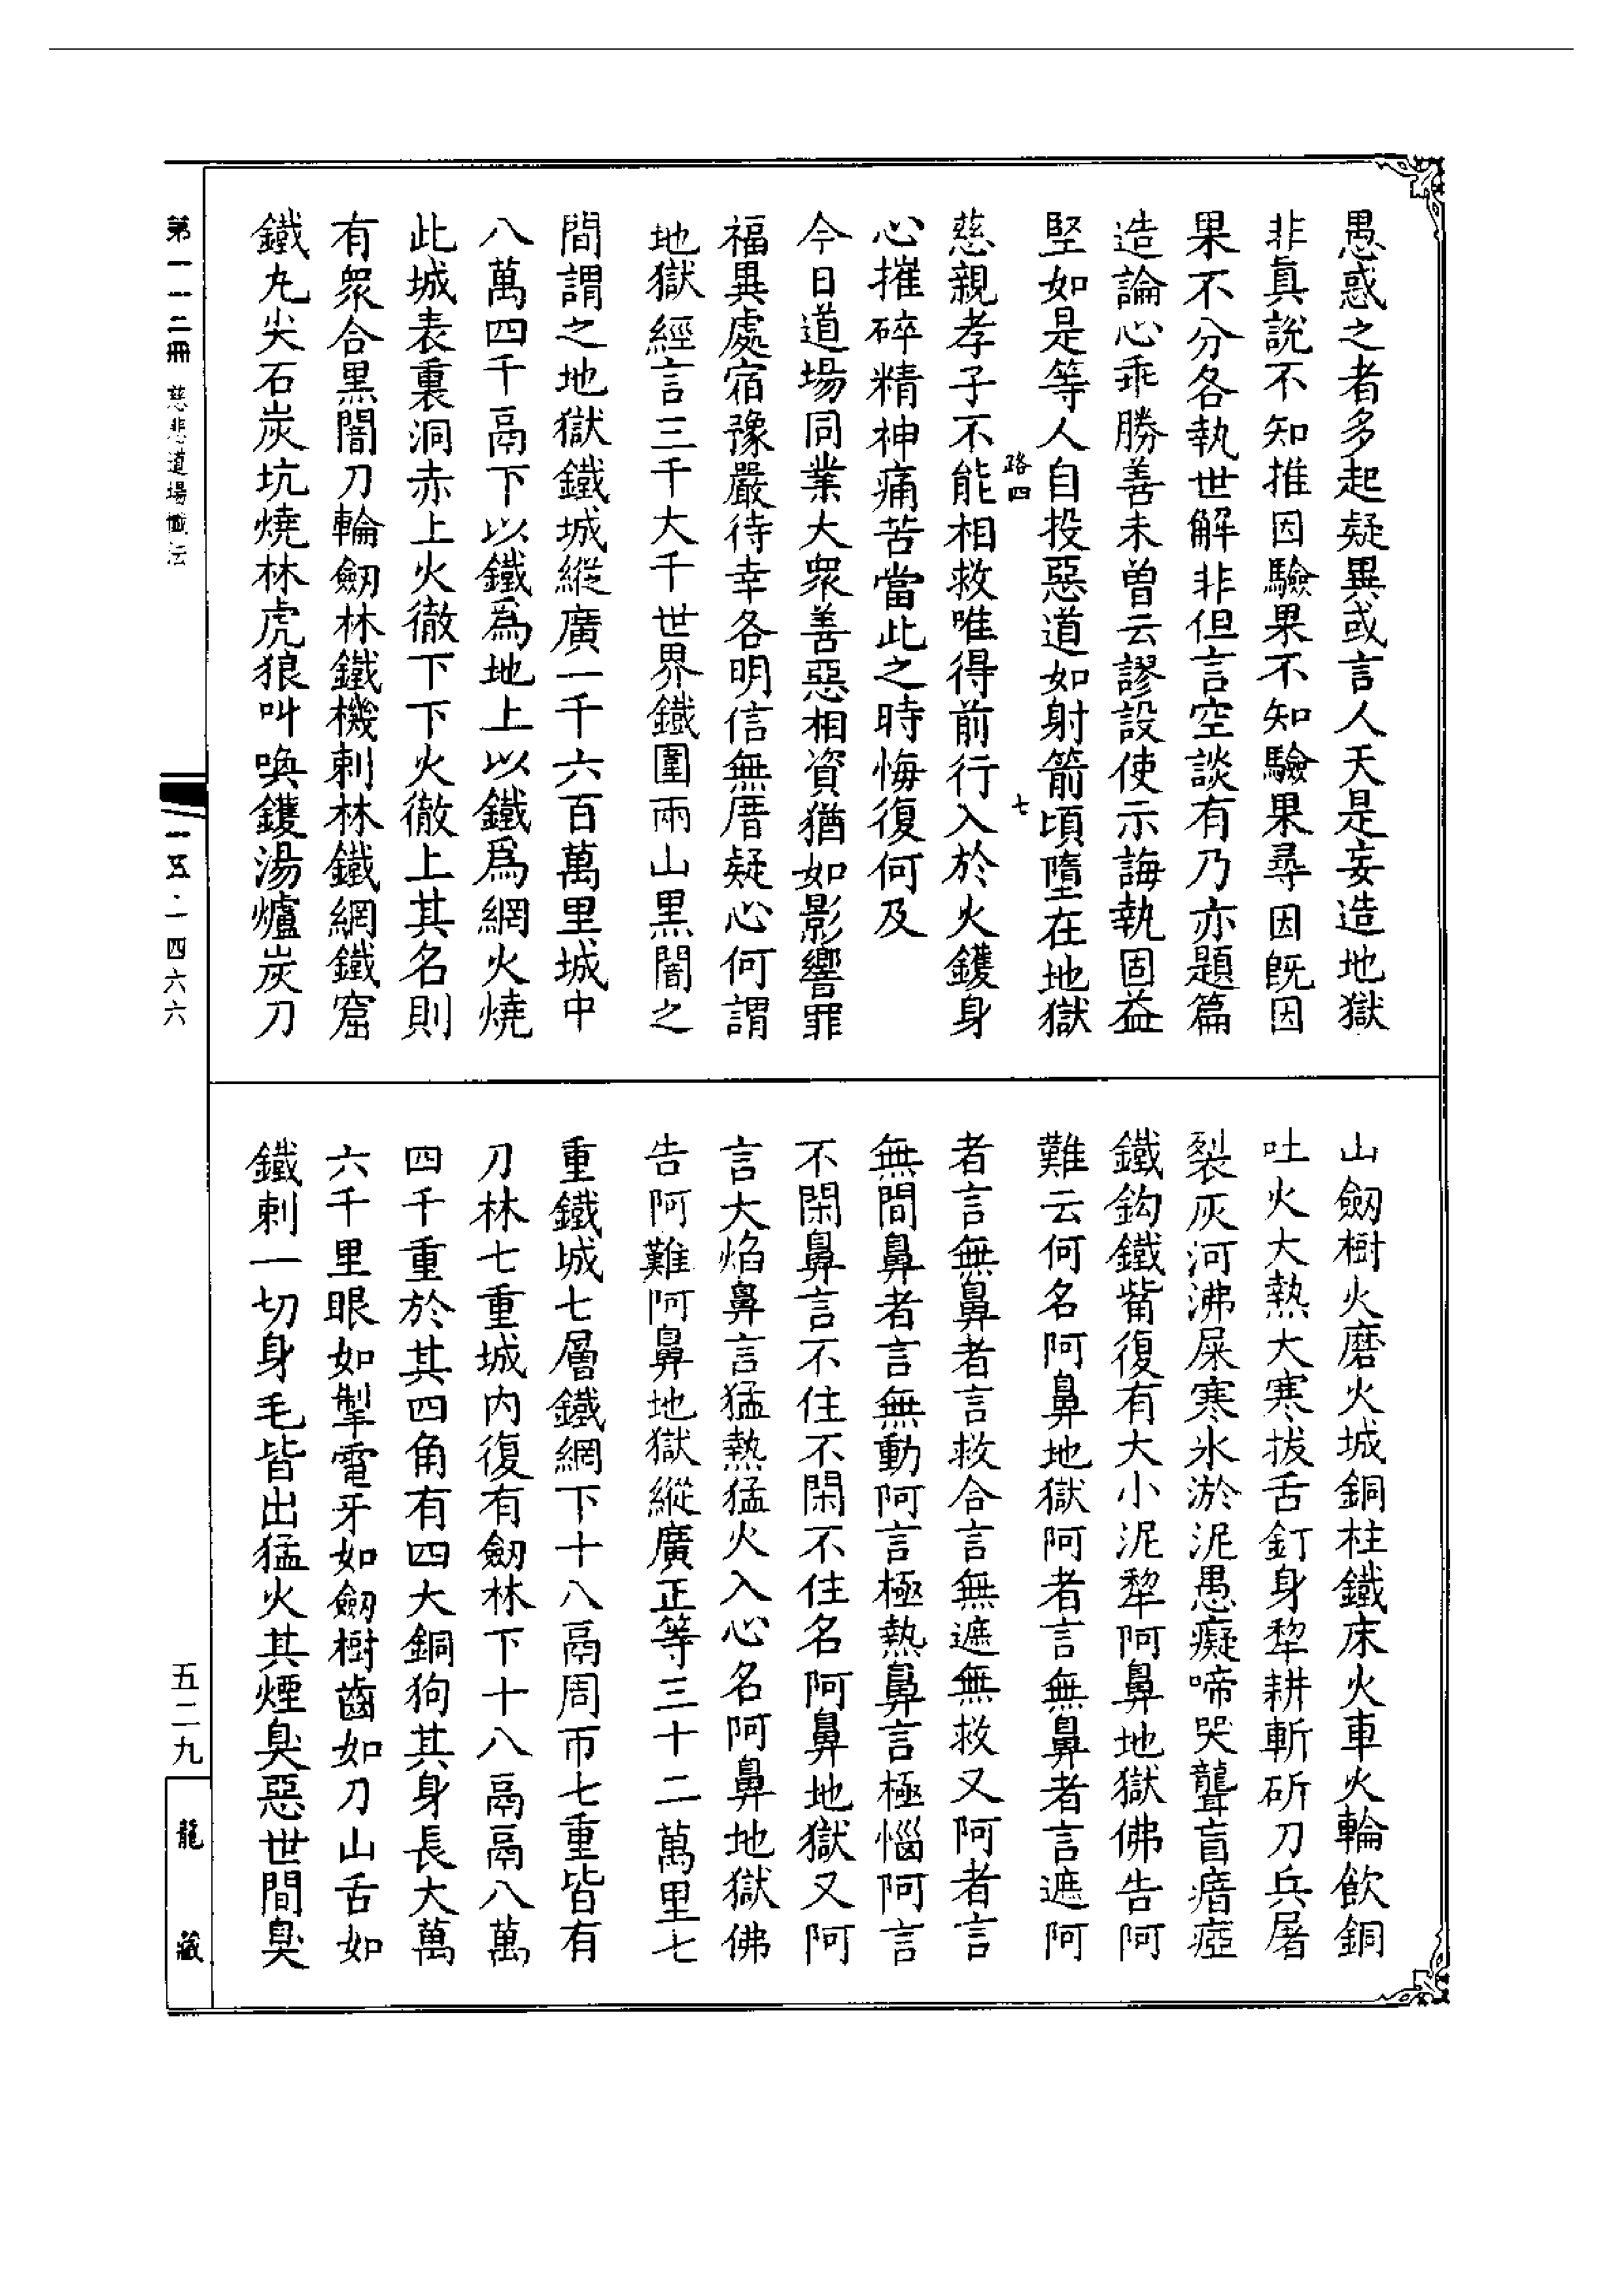 愚惑之者多起疑異或言人天是妄造地獄
非真說不知推因驗果不知驗果尋因旣因
果不分各執世解非但言空談有乃亦題篇
造論心乖勝善未曾云謬設使示誨執固益
堅如是等人自投惡道如射箭頃墮在地獄
路四 七
慈親孝子不能相救唯得前行入於火鑊身
心摧碎精神痛苦當此之時悔復何及
今日道場同業大眾善惡相資猶如影響罪
福異處宿豫嚴待幸各明信無厝疑心何謂
地獄經言三千大千世界鐵圍兩山黑闇之
間謂之地獄鐵城縱廣一千六百萬里城中
八萬四千鬲下以鐵為地上以鐵為網火燒
此城表裏洞赤上火徹下下火徹上其名則
有眾合黑闇刀輪劒林鐵機刺林鐵網鐵窟
鐵丸尖石炭坑燒林虎狼叫喚鑊湯爐炭刀
山劒樹火磨火城銅柱鐵床火車火輪飲銅
吐火大熱大寒拔舌釘身犂耕斬斫刀兵屠
裂灰河沸屎寒氷淤泥愚癡啼哭聾盲瘖瘂
鐵鈎鐵觜復有大小泥犂阿鼻地獄佛告阿
難云何名阿鼻地獄阿者言無鼻者言遮阿
者言無鼻者言救合言無遮無救又阿者言
無間鼻者言無動阿言極熱鼻言極惱阿言
不閑鼻言不住不閑不住名阿鼻地獄又阿
言大焰鼻言猛熱猛火入心名阿鼻地獄佛
告阿難阿鼻地獄縱廣正等三十二萬里七
重鐵城七層鐵網下十八鬲周帀七重皆有
刀林七重城內復有劒林下十八鬲鬲八萬
四千重於其四角有四大銅狗其身長大萬
六千里眼如掣電牙如劒樹齒如刀山舌如
鐵刺一切身毛皆出猛火其煙臭惡世間臭
第一一二冊 慈悲道場懺法
一五·一四六六
五二九
龍藏